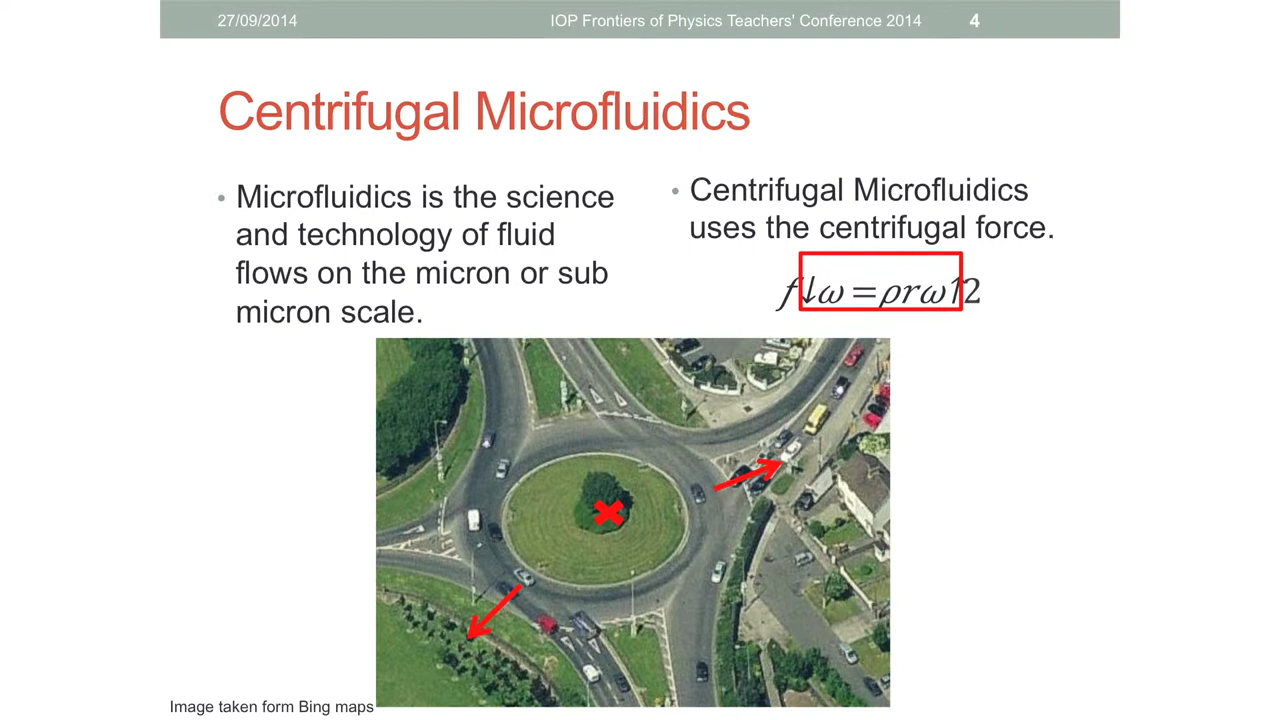 27/09/2014
IOP Frontiers of Physics Teachers' Conference 2014
4
Centrifugal Microfluidics
• Microfluidics is the science
and technology of fluid
flows on the micron or sub
micron scale.
• Centrifugal Microfluidics
uses the centrifugal force.
f↓ω =ρrω↑2
Image taken form Bing maps